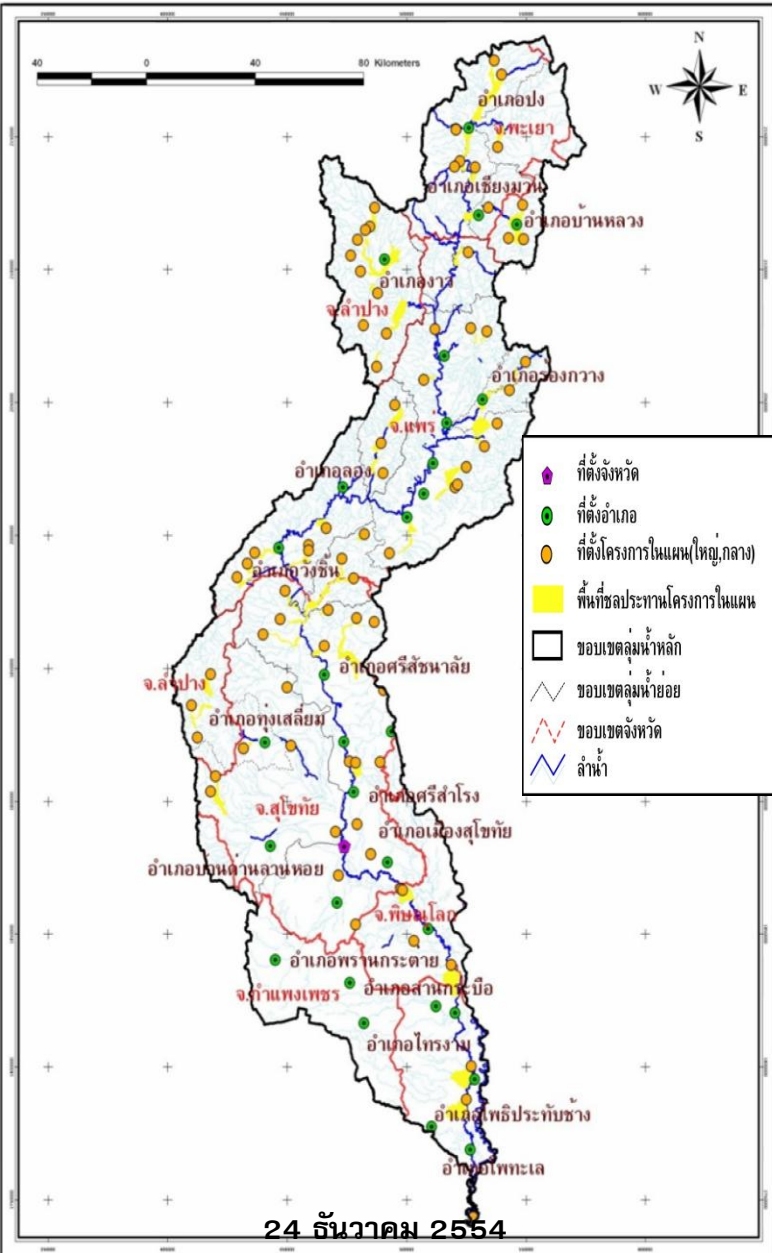 40 0 40 80 Kilometers
N
W E
S
อำเภอปง
จ.พะเยา
อำเภอเชียงม่วน
อำเภอบ้านหลวง
อำเภองาว
จ.ลำปาง
อำเภอร้องกวาง
จ.แพร่
อำเภอลอง
อำเภอวังชิ้น
อำเภอศรีสัชนาลัย
จ.ลำปาง
อำเภอทุ่งเสลี่ยม
อำเภอศรีสำโรง
จ.สุโขทัย
อำเภอเมืองสุโขทัย
อำเภอบ้านด่านลานหอย
จ.พิษณุโลก
อำเภอพรานกระต่าย
อำเภอลานกระบือ
จ.กำแพงเพชร
อำเภอไทรงาม
อำเภอโพธิ์ประทับช้าง
อำเภอโพทะเล
ที่ตั้งจังหวัด
ที่ตั้งอำเภอ
ที่ตั้งโครงการในแผน(ใหญ่,กลาง)
พื้นที่ชลประทานโครงการในแผน
ขอบเขตลุ่มน้ำหลัก
ขอบเขตลุ่มน้ำย่อย
ขอบเขตจังหวัด
ลำน้ำ
24 ธันวาคม 2554